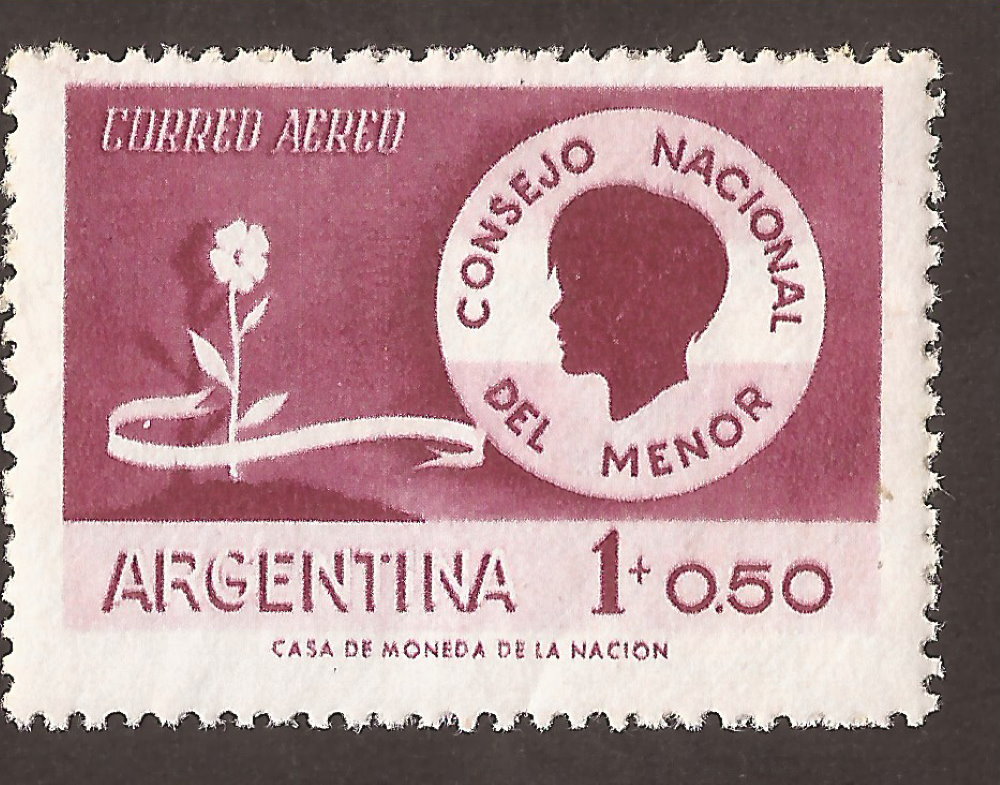 CORREO AEREO
CONSEJO NACIONAL
DEL MENOR
ARGENTINA 1+0.50
CASA DE MONEDA DE LA NACION